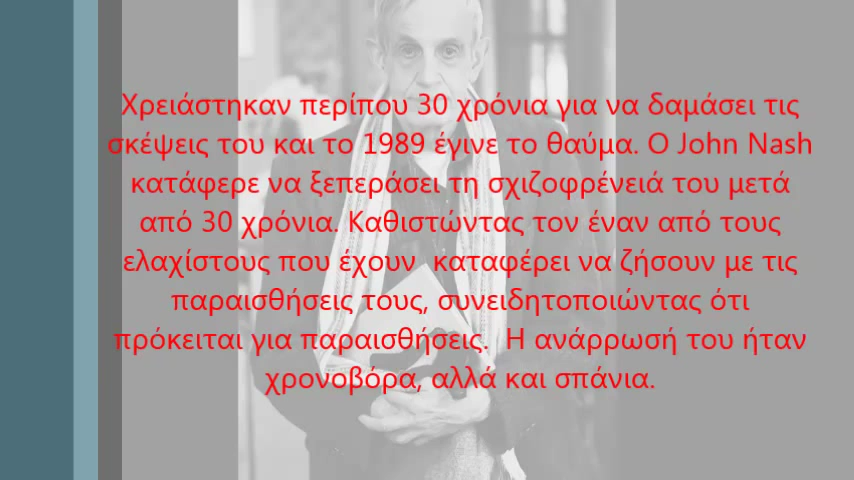 Χρειάστηκαν περίπου 30 χρόνια για να δαμάσει τις
σκέψεις του και το 1989 έγινε το θαύμα. Ο John Nash
κατάφερε να ξεπεράσει τη σχιζοφρένειά του μετά
από 30 χρόνια. Καθιστώντας τον έναν από τους
ελαχίστους που έχουν  καταφέρει να ζήσουν με τις
παραισθήσεις τους, συνειδητοποιώντας ότι
πρόκειται για παραισθήσεις.  Η ανάρρωσή του ήταν
χρονοβόρα, αλλά και σπάνια.